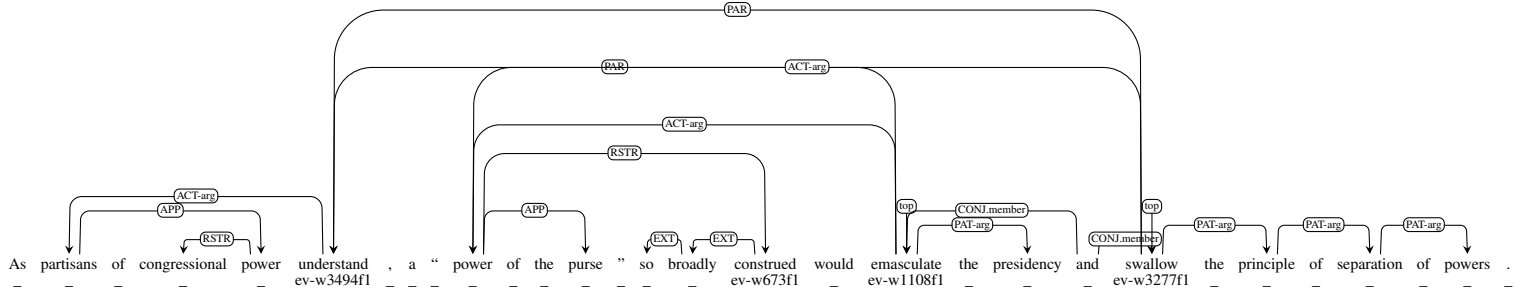 PAR
PAR ACT-arg
ACT-arg
RSTR
ACT-arg
APP APP top CONJ.member top
RSTR EXT EXT PAT-arg CONJ.member PAT-arg PAT-arg PAT-arg
As partisans of congressional power understand , a “ power of the purse ” so broadly construed would emasculate the presidency and swallow the principle of separation of powers .
_ _ _ _ _ ev-w3494f1 _ _ _ _ _ _ _ _ _ _ ev-w673f1 _ ev-w1108f1 _ _ _ ev-w3277f1 _ _ _ _ _ _ _